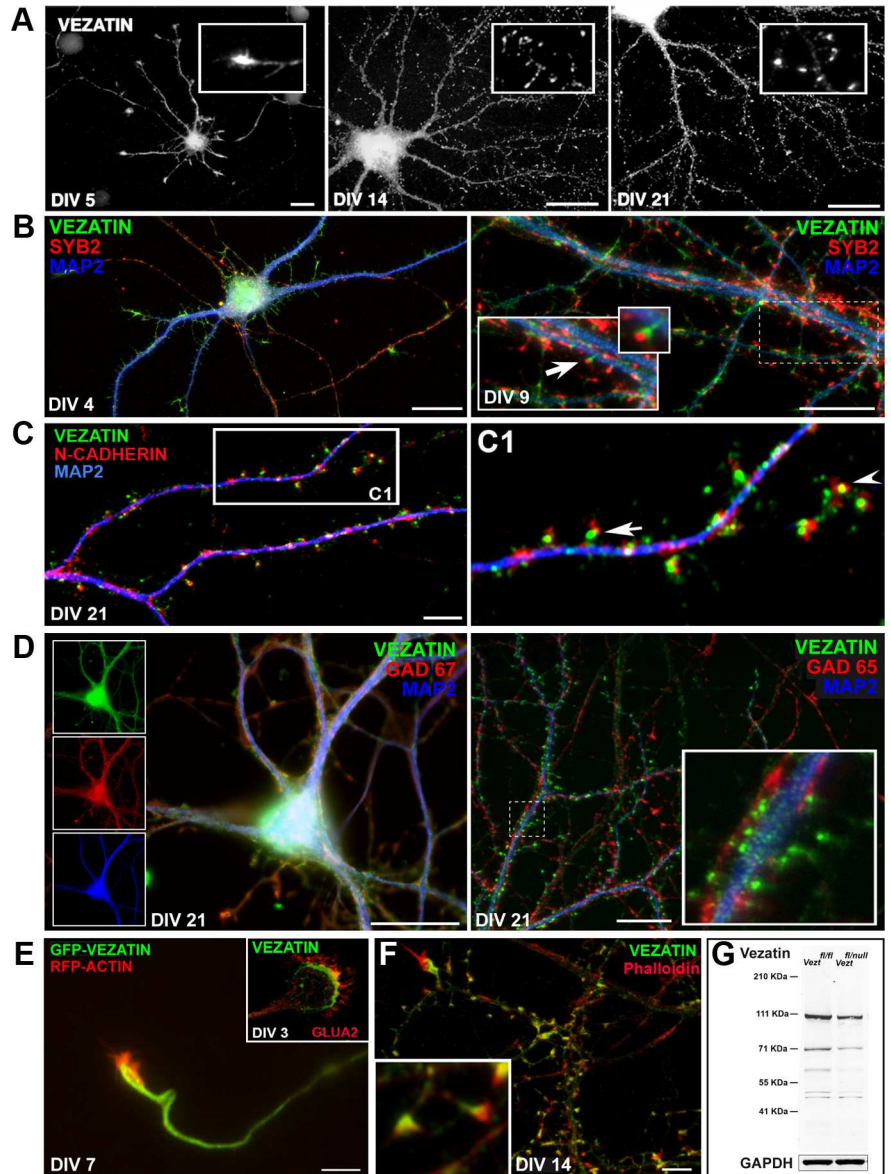 A
VEZATIN
DIV 5
DIV 14
DIV 21
B
VEZATIN
SYB2
MAP2
DIV 4
VEZATIN
SYB2
MAP2
DIV 9
C
VEZATIN
N-CADHERIN
MAP2
C1
DIV 21
C1
D
VEZATIN
GAD 67
MAP2
DIV 21
VEZATIN
GAD 65
MAP2
DIV 21
E
GFP-VEZATIN
RFP-ACTIN
VEZATIN
DIV 3
GLUA2
DIV 7
F
VEZATIN
Phalloidin
DIV 14
G
Vezatin
Vezt fl/fl
Vezt fl/null
210 KDa
111 KDa
71 KDa
55 KDa
41 KDa
GAPDH